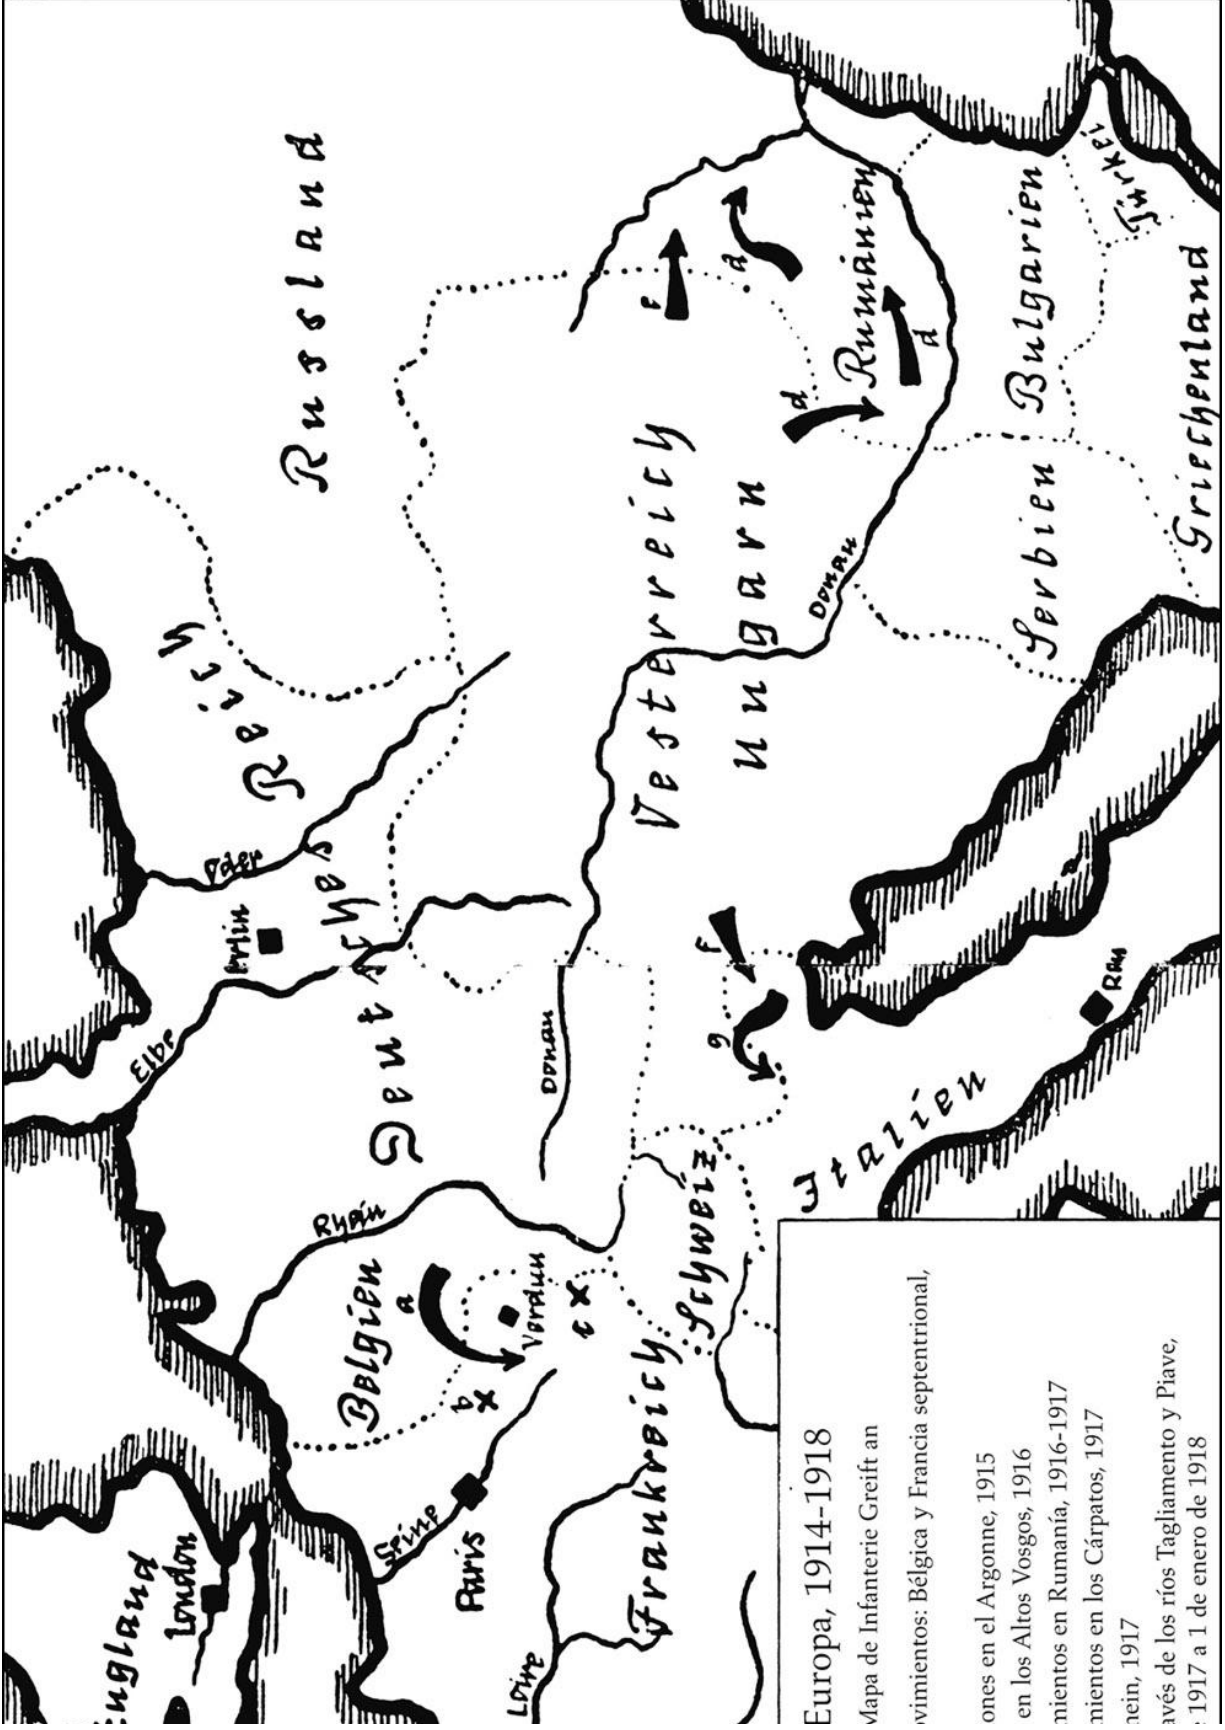 England
London
Seine
Paris
Loire
Frankreich
Belgien
a
b
Verdun
c
Rhein
Schweiz
Elbe
Berlin
Oder
Deutsches
Reich
Donau
Russland
Oesterreich
Ungarn
Donau
Italien
Rom
f
g
e
d
d
d
Rumänien
Serbien
Bulgarien
Türkei
Griechenland
Europa, 1914-1918
Mapa de Infanterie Greift an
ovimientos: Bélgica y Francia septentrional,
ones en el Argonne, 1915
en los Altos Vosgos, 1916
mientos en Rumanía, 1916-1917
mientos en los Cárpatos, 1917
nein, 1917
avés de los ríos Tagliamento y Piave,
1917 a 1 de enero de 1918